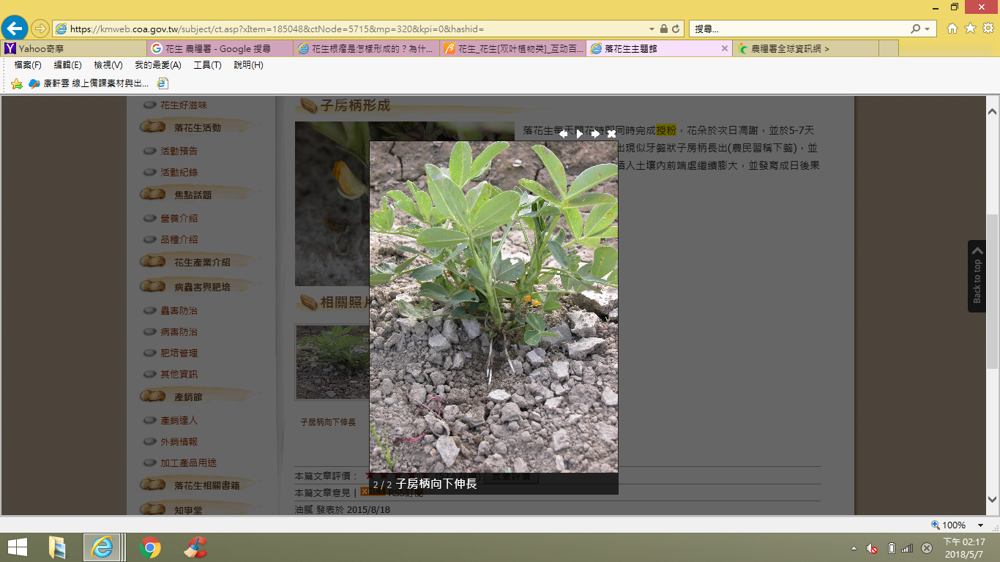 https://kmweb.coa.gov.tw/subject/ct.asp?xItem=185048&ctNode=5715&mp=320&kpi=0&hashid=
搜尋...
Yahoo奇摩
花生 農糧署 - Google 搜尋
花生根瘤是怎樣形成的？為什...
花生_花生[双叶植物类]_互动百...
落花生主題館
農糧署全球資訊網 >
檔案(F) 編輯(E) 檢視(V) 我的最愛(A) 工具(T) 說明(H)
康軒雲 線上備課素材與出...
花生好滋味
落花生活動
活動預告
活動紀錄
焦點話題
營養介紹
品種介紹
花生產業介紹
病蟲害與肥培
蟲害防治
病害防治
肥培管理
其他資訊
產銷館
產銷達人
外銷情報
加工產品用途
落花生相關書籍
知爭堂
子房柄形成
落花生每天開花時即同時完成授粉，花朵於次日凋謝，並於5-7天
出現似牙籤狀子房柄長出(農民習稱下籤)，並
插入土壤內前端處繼續膨大，並發育成日後果
相關照片
子房柄向下伸長
2 / 2 子房柄向下伸長
本篇文章評價：
我要評價
本篇文章意見 | RSS訂閱
油膩 發表於 2015/8/18
Back to top
100%
下午 02:17
2018/5/7